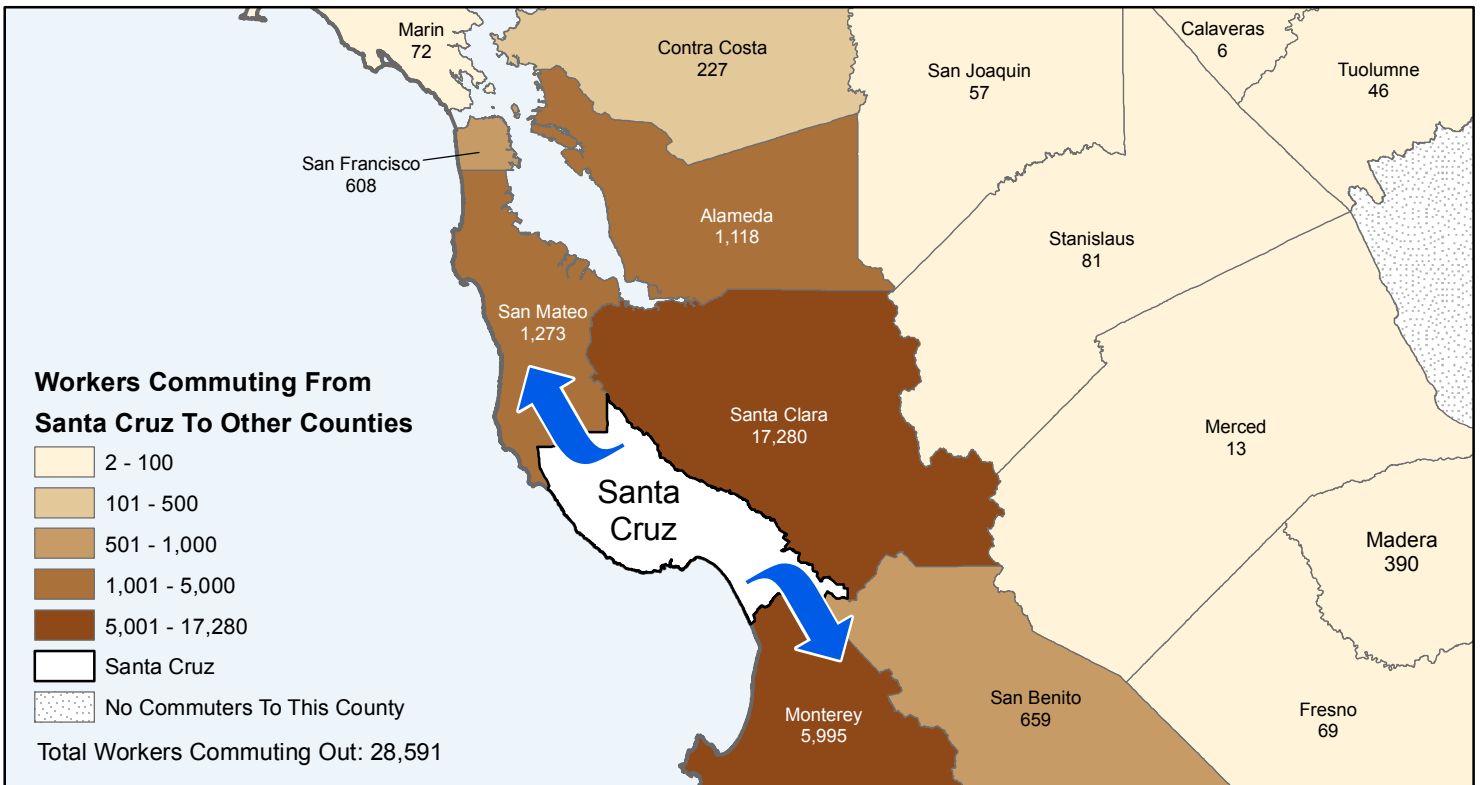 Marin
72
Contra Costa
227
San Joaquin
57
Calaveras
6
Tuolumne
46
San Francisco
608
Alameda
1,118
Stanislaus
81
San Mateo
1,273
Santa Clara
17,280
Merced
13
Santa
Cruz
Madera
390
San Benito
659
Monterey
5,995
Fresno
69
Workers Commuting From
Santa Cruz To Other Counties
2 - 100
101 - 500
501 - 1,000
1,001 - 5,000
5,001 - 17,280
Santa Cruz
No Commuters To This County
Total Workers Commuting Out: 28,591